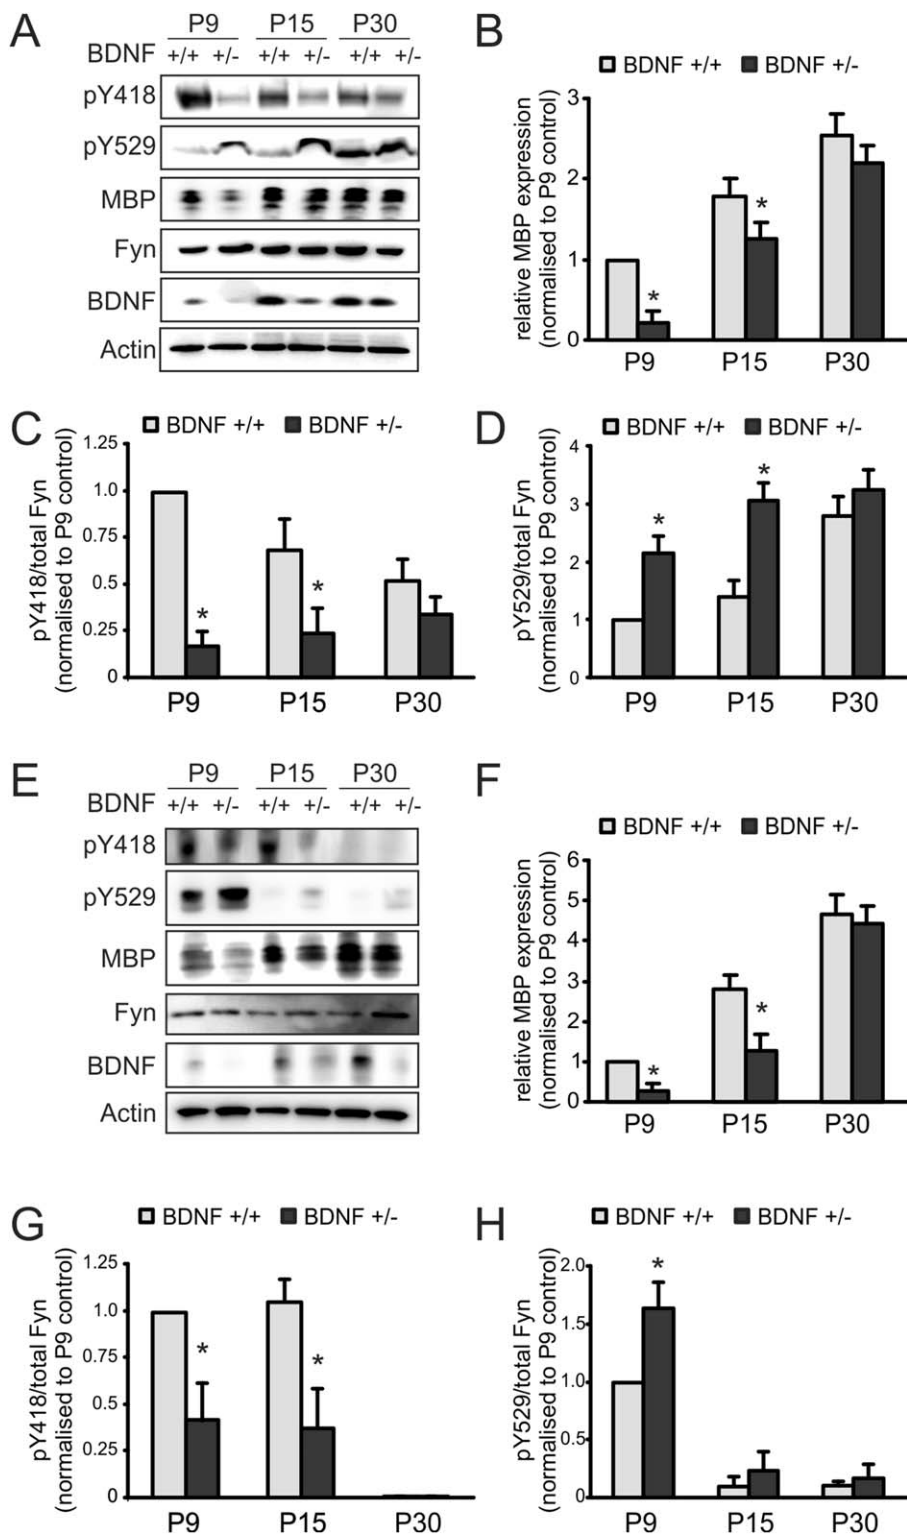 A
P9 P15 P30
BDNF +/+ +/- +/+ +/- +/+ +/-
pY418
pY529
MBP
Fyn
BDNF
Actin
B
BDNF +/+ BDNF +/-
relative MBP expression
(normalised to P9 control)
3
2
1
0
*
*
P9 P15 P30
C
BDNF +/+ BDNF +/-
pY418/total Fyn
(normalised to P9 control)
1.25
1.0
0.75
0.5
0.25
0
*
*
P9 P15 P30
D
BDNF +/+ BDNF +/-
pY529/total Fyn
(normalised to P9 control)
4
3
2
1
0
*
*
P9 P15 P30
E
P9 P15 P30
BDNF +/+ +/- +/+ +/- +/+ +/-
pY418
pY529
MBP
Fyn
BDNF
Actin
F
BDNF +/+ BDNF +/-
relative MBP expression
(normalised to P9 control)
6
5
4
3
2
1
0
*
*
P9 P15 P30
G
BDNF +/+ BDNF +/-
pY418/total Fyn
(normalised to P9 control)
1.25
1.0
0.75
0.5
0.25
0
*
*
P9 P15 P30
H
BDNF +/+ BDNF +/-
pY529/total Fyn
(normalised to P9 control)
2.0
1.5
1.0
0.5
0
*
P9 P15 P30